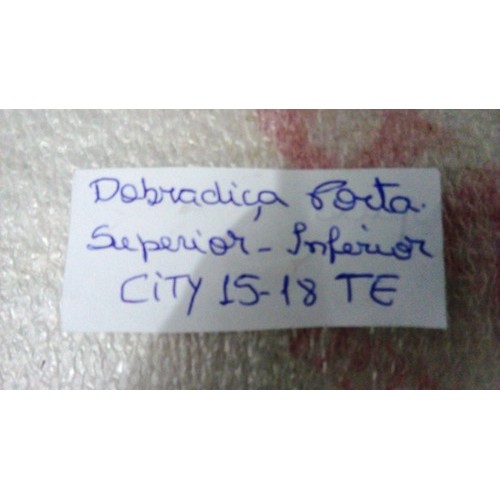 Dobradiça Porta.
Superior - Inferior
CiTY 15-18 TE